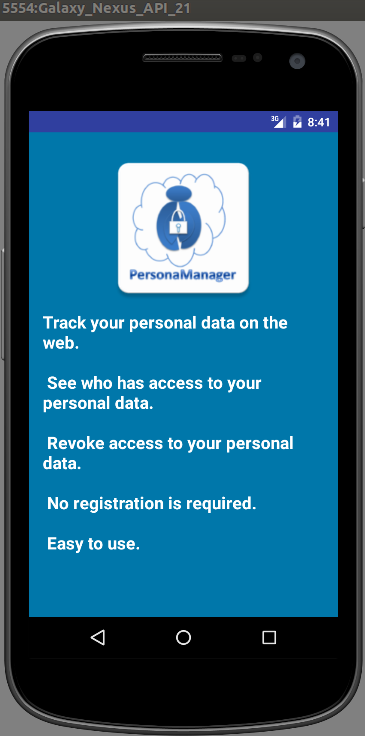 5554:Galaxy_Nexus_API_21
3G
8:41
PersonaManager
Track your personal data on the
web.
See who has access to your
personal data.
Revoke access to your personal
data.
No registration is required.
Easy to use.